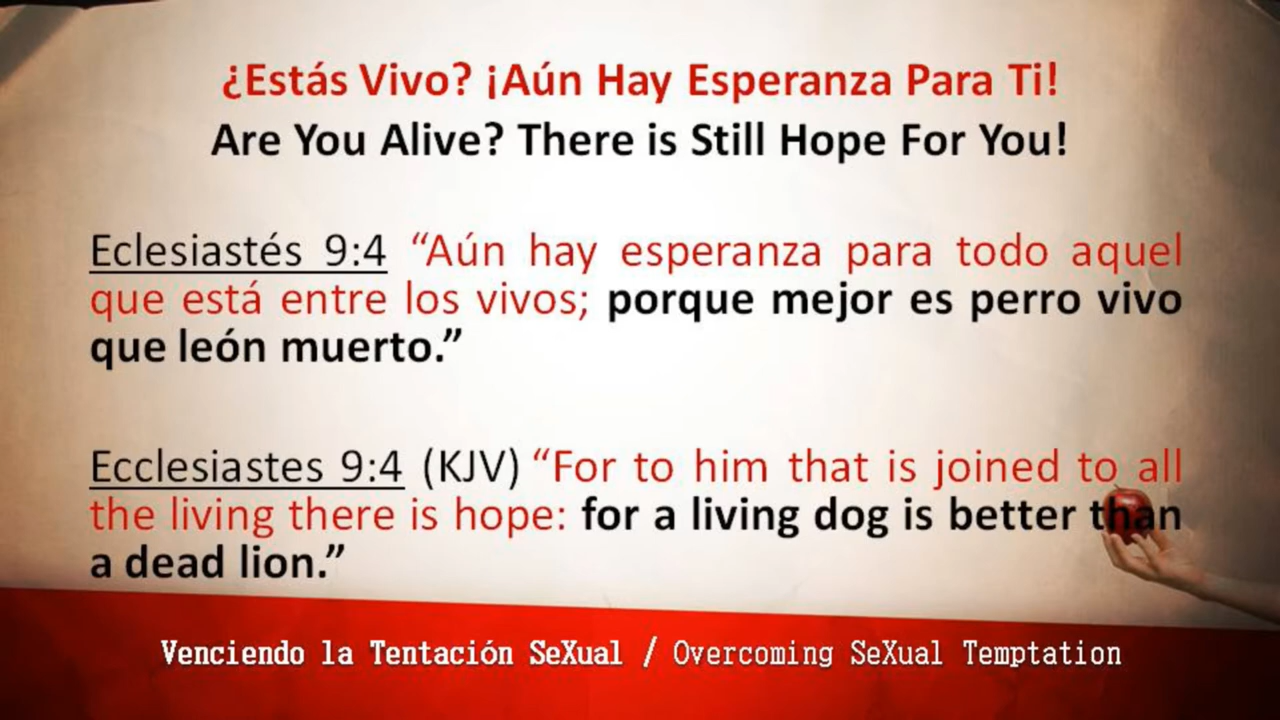 ¿Estás Vivo? ¡Aún Hay Esperanza Para Ti!
Are You Alive? There is Still Hope For You!
Eclesiastés 9:4 “Aún hay esperanza para todo aquel
que está entre los vivos; porque mejor es perro vivo
que león muerto.”
Ecclesiastes 9:4 (KJV) “For to him that is joined to all
the living there is hope: for a living dog is better than
a dead lion.”
Venciendo la Tentación SeXual / Overcoming SeXual Temptation